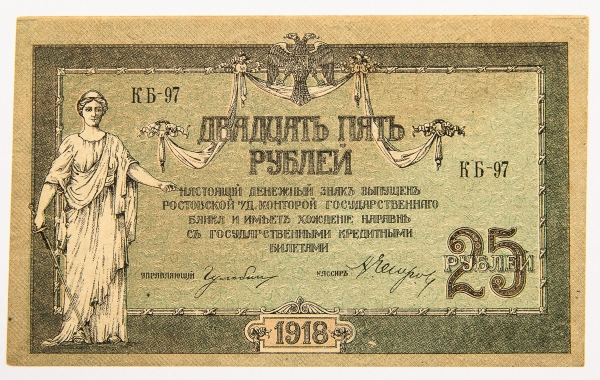 КБ-97
ДВАДЦАТЬ ПЯТЬ
РУБЛЕЙ
КБ-97
НАСТОЯЩІЙ ДЕНЕЖНЫЙ ЗНАКЪ ВЫПУЩЕНЪ
РОСТОВСКОЙ Н/Д. КОНТОРОЙ ГОСУДАРСТВЕННАГО
БАНКА И ИМѢЕТЪ ХОЖДЕНІЕ НАРАВНѢ
СЪ ГОСУДАРСТВЕННЫМИ КРЕДИТНЫМИ
БИЛЕТАМИ
УПРАВЛЯЮЩІЙ
КАССИРЪ
25
РУБЛЕЙ
1918